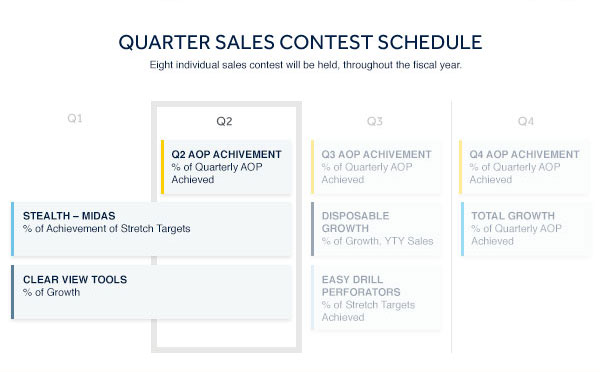 QUARTER SALES CONTEST SCHEDULE
Eight individual sales contest will be held, throughout the fiscal year.
Q1
Q2
Q3
Q4
Q2 AOP ACHIVEMENT
% of Quarterly AOP
Achieved
Q3 AOP ACHIVEMENT
% of Quarterly AOP
Achieved
Q4 AOP ACHIVEMENT
% of Quarterly AOP
Achieved
STEALTH – MIDAS
% of Achievement of Stretch Targets
DISPOSABLE
GROWTH
% of Growth, YTY Sales
TOTAL GROWTH
% of Quarterly AOP
Achieved
CLEAR VIEW TOOLS
% of Growth
EASY DRILL
PERFORATORS
% of Stretch Targets
Achieved